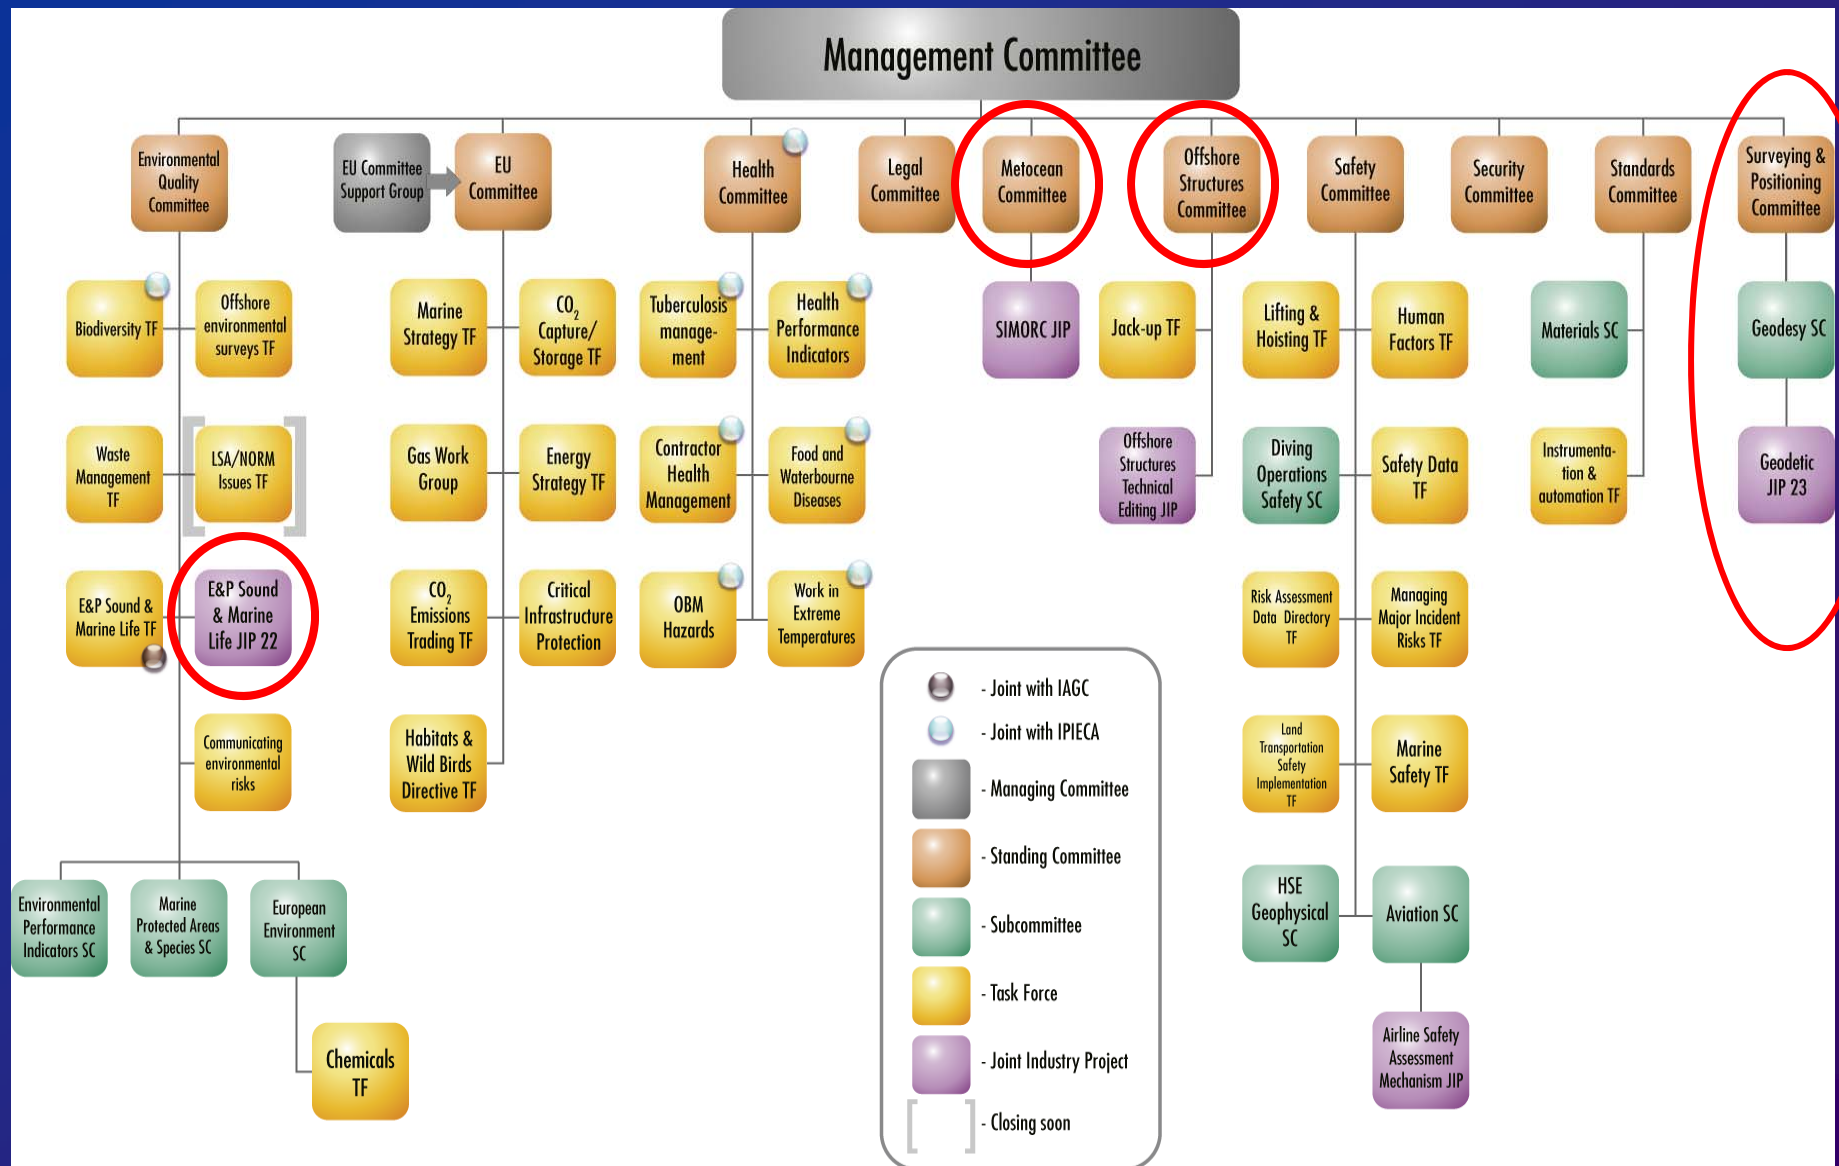 Management Committee
Environmental
Quality
Committee
EU Committee
Support Group
EU
Committee
Health
Committee
Legal
Committee
Metocean
Committee
Offshore
Structures
Committee
Safety
Committee
Security
Committee
Standards
Committee
Surveying &
Positioning
Committee
Biodiversity TF
Offshore
environmental
surveys TF
Marine
Strategy TF
CO2
Capture/
Storage TF
Tuberculosis
manage-
ment
Health
Performance
Indicators
SIMORC JIP
Jack-up TF
Lifting &
Hoisting TF
Human
Factors TF
Materials SC
Geodesy SC
Waste
Management
TF
LSA/NORM
Issues TF
Gas Work
Group
Energy
Strategy TF
Contractor
Health
Management
Food and
Waterbourne
Diseases
Offshore
Structures
Technical
Editing JIP
Diving
Operations
Safety SC
Safety Data
TF
Instrumenta-
tion &
automation TF
Geodetic
JIP 23
E&P Sound &
Marine Life TF
E&P Sound
& Marine
Life JIP 22
CO2
Emissions
Trading TF
Critical
Infrastructure
Protection
OBM
Hazards
Work in
Extreme
Temperatures
Risk Assessment
Data Directory
TF
Managing
Major Incident
Risks TF
Communicating
environmental
risks
Habitats &
Wild Birds
Directive TF
Land
Transportation
Safety
Implementation
TF
Marine
Safety TF
Environmental
Performance
Indicators SC
Marine
Protected Areas
& Species SC
European
Environment
SC
HSE
Geophysical
SC
Aviation SC
Chemicals
TF
Airline Safety
Assessment
Mechanism JIP
- Joint with IAGC
- Joint with IPIECA
- Managing Committee
- Standing Committee
- Subcommittee
- Task Force
- Joint Industry Project
- Closing soon